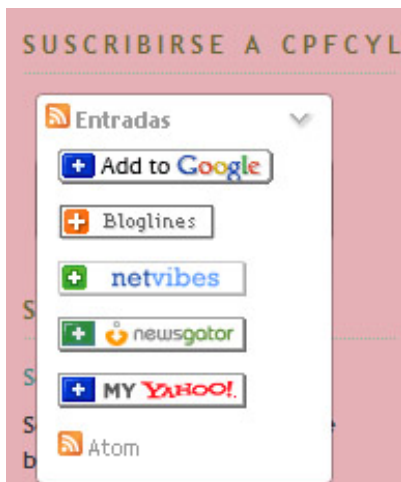 SUSCRIBIRSE A CPFCYL
Entradas
Add to Google
Bloglines
netvibes
newsgator
MY YAHOO!.
Atom